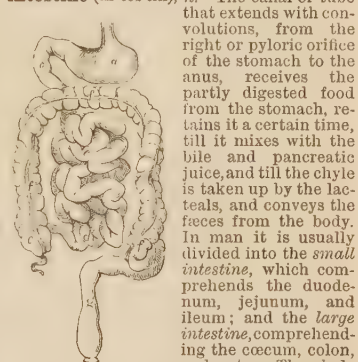 that extends with con-
volutions, from the
right or pyloric orifice
of the stomach to the
anus, receives the
partly digested food
from the stomach, re-
tains it a certain time,
till it mixes with the
bile and pancreatic
juice, and till the chyle
is taken up by the lac-
teals, and conveys the
fæces from the body.
In man it is usually
divided into the small
intestine, which com-
prehends the duode-
num, jejunum, and
ileum; and the large
intestine, comprehend-
ing the cœcum, colon